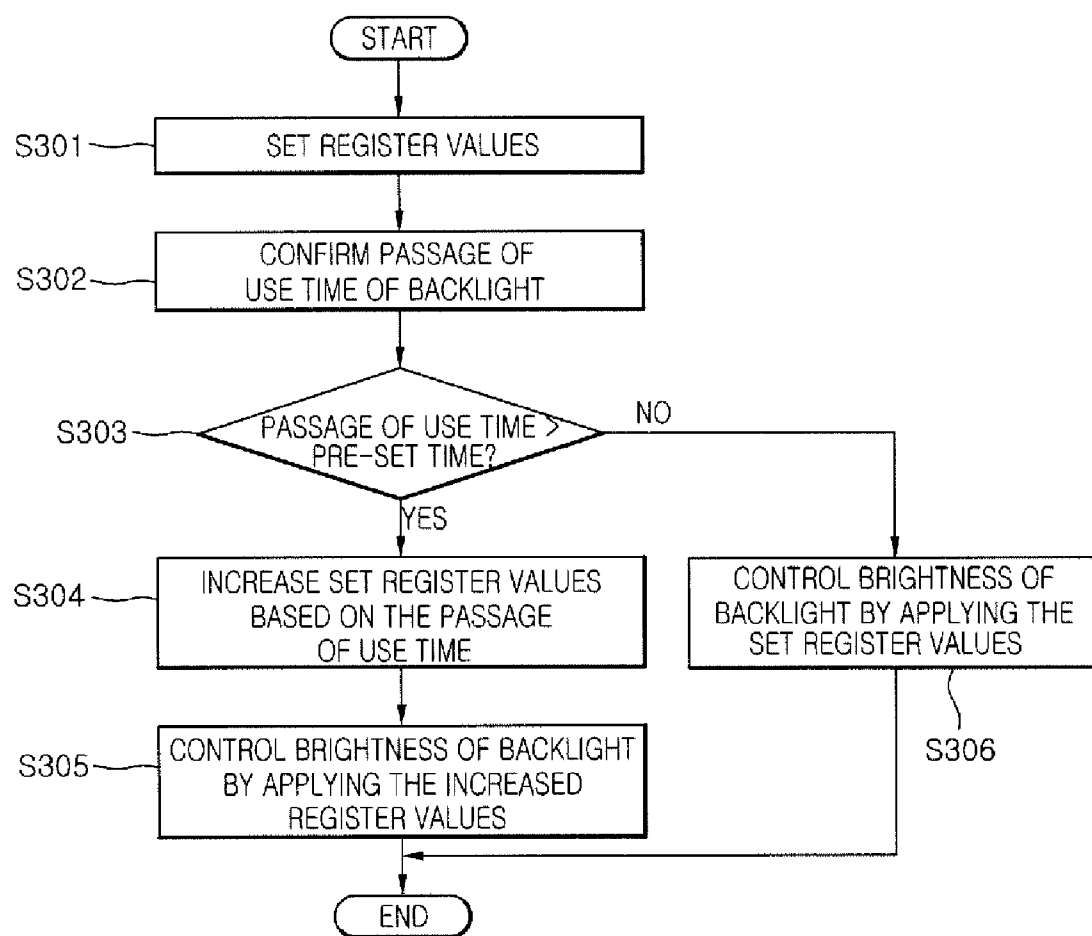 START
S301
SET REGISTER VALUES
S302
CONFIRM PASSAGE OF
USE TIME OF BACKLIGHT
S303
PASSAGE OF USE TIME >
PRE-SET TIME?
NO
YES
S304
INCREASE SET REGISTER VALUES
BASED ON THE PASSAGE
OF USE TIME
CONTROL BRIGHTNESS OF
BACKLIGHT BY APPLYING THE
SET REGISTER VALUES
S306
S305
CONTROL BRIGHTNESS OF BACKLIGHT
BY APPLYING THE INCREASED
REGISTER VALUES
END